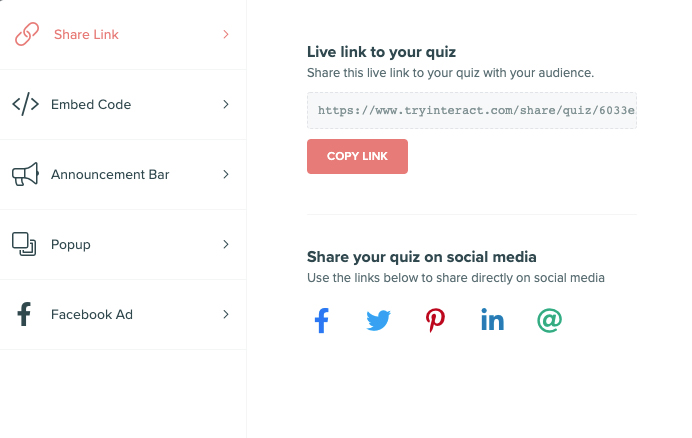 Share Link
Embed Code
Announcement Bar
Popup
Facebook Ad
Live link to your quiz
Share this live link to your quiz with your audience.
https://www.tryinteract.com/share/quiz/6033e
COPY LINK
Share your quiz on social media
Use the links below to share directly on social media